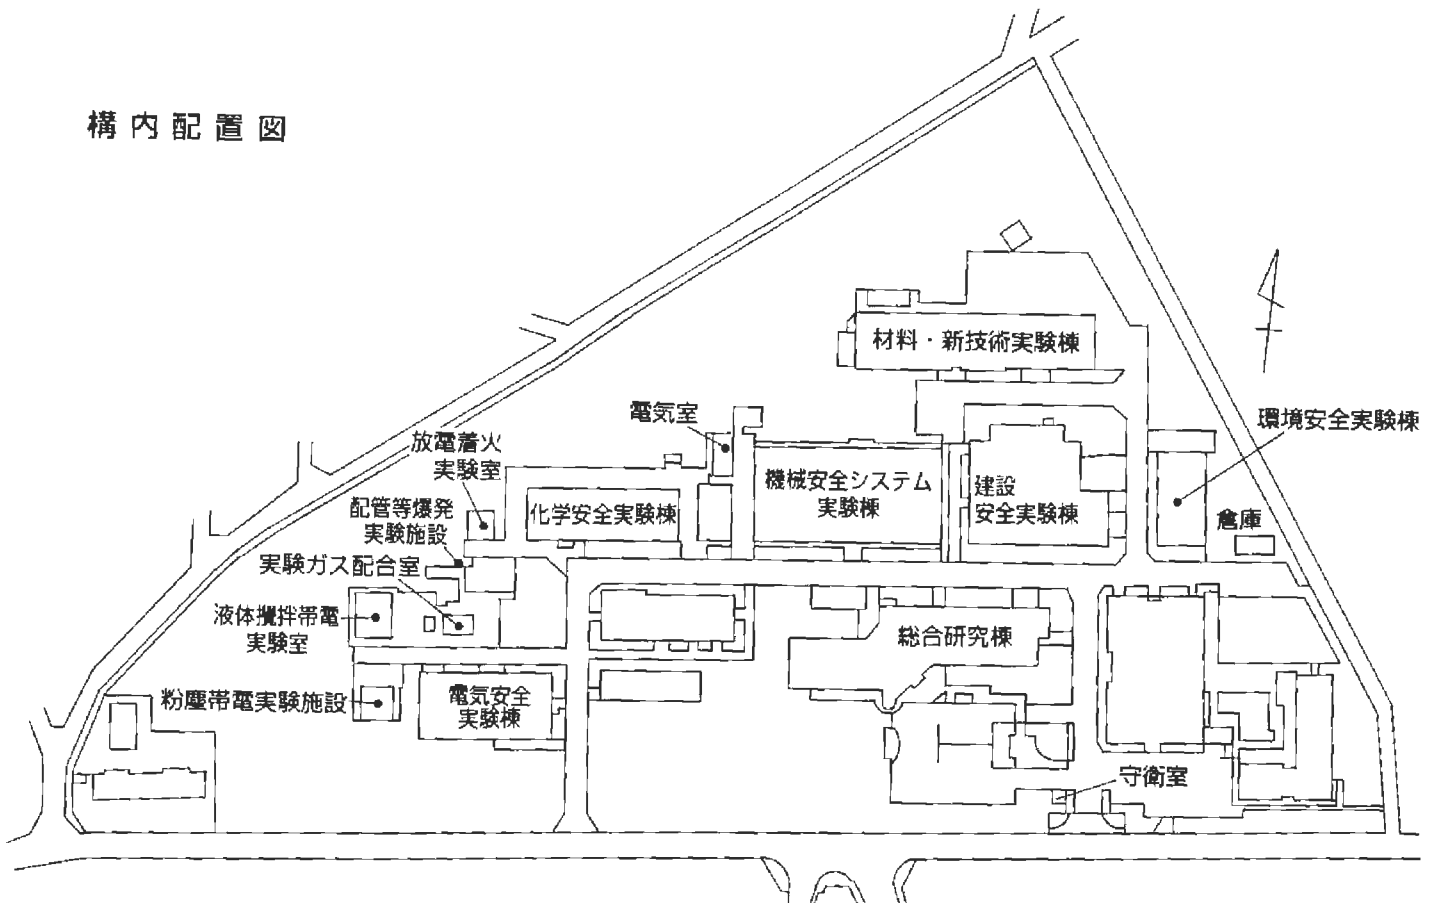 構内配置図
材料・新技術実験棟
電気室
環境安全実験棟
放電着火
実験室
機械安全システム
実験棟
建設
安全実験棟
配管等爆発
実験施設
化学安全実験棟
倉庫
実験ガス配合室
液体攪拌帯電
実験室
総合研究棟
粉塵帯電実験施設
電気安全
実験棟
守衛室